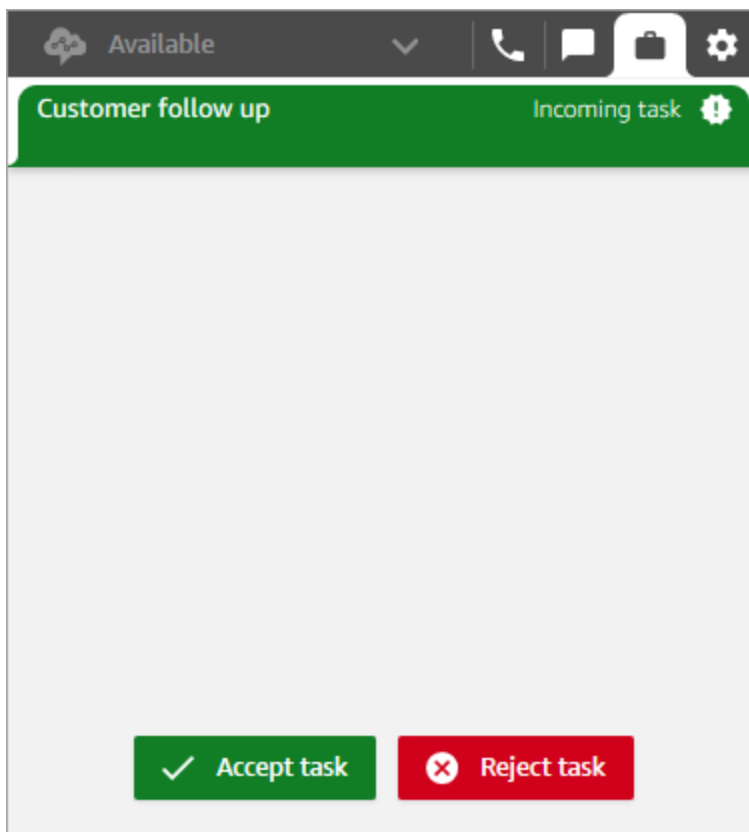 Available
Customer follow up
Incoming task
Accept task
Reject task